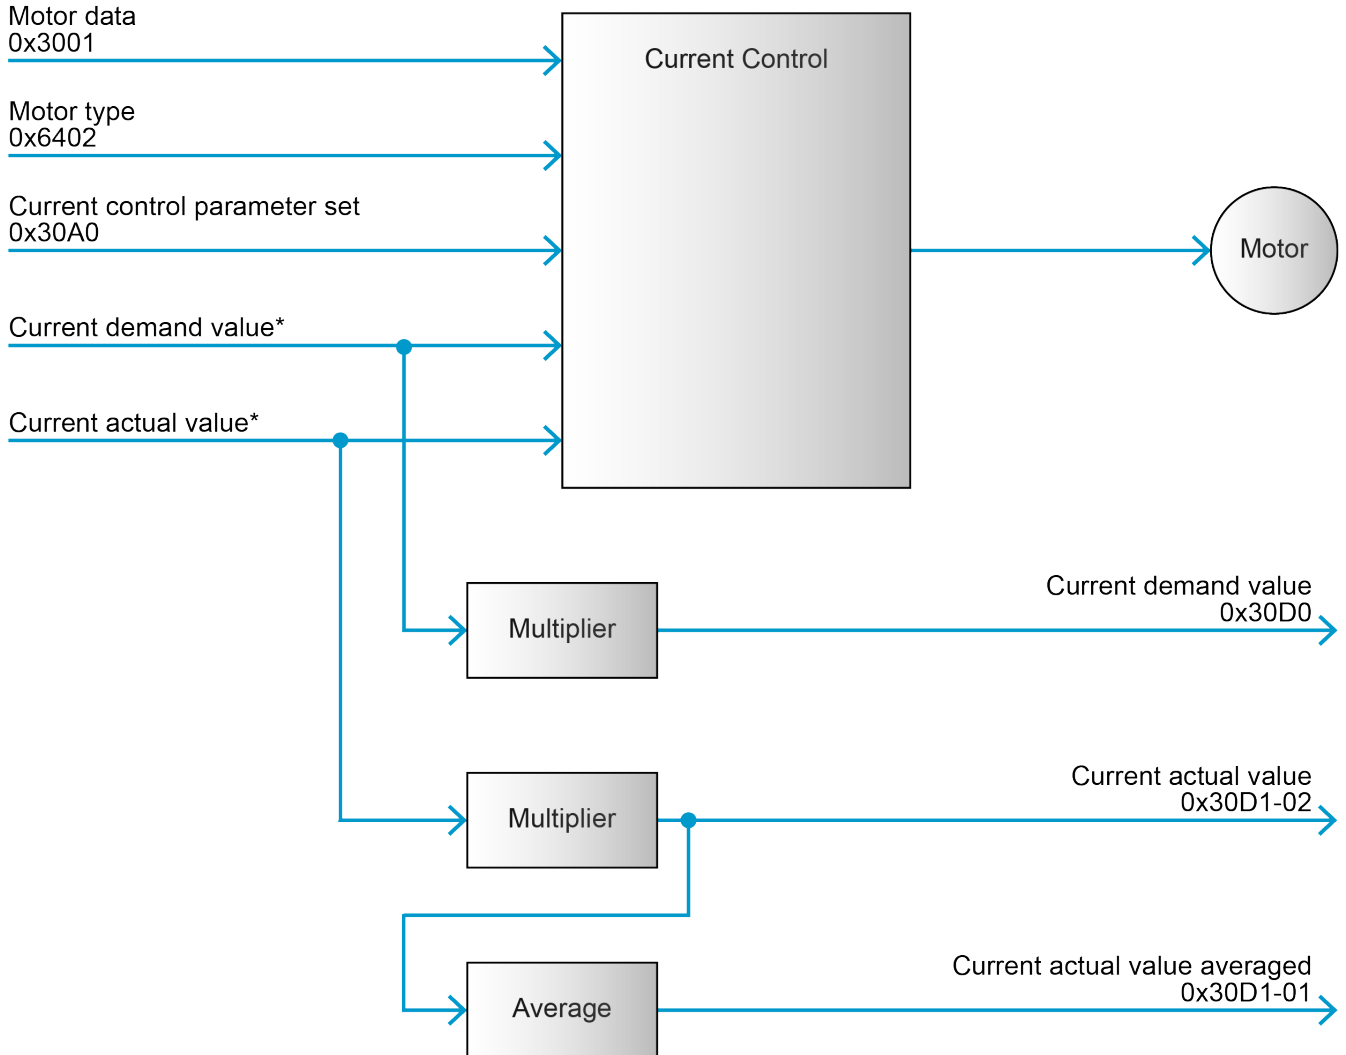 Motor data
0x3001
Current Control
Motor type
0x6402
Current control parameter set
0x30A0
Motor
Current demand value*
Current actual value*
Current demand value
0x30D0
Multiplier
Current actual value
0x30D1-02
Multiplier
Current actual value averaged
0x30D1-01
Average